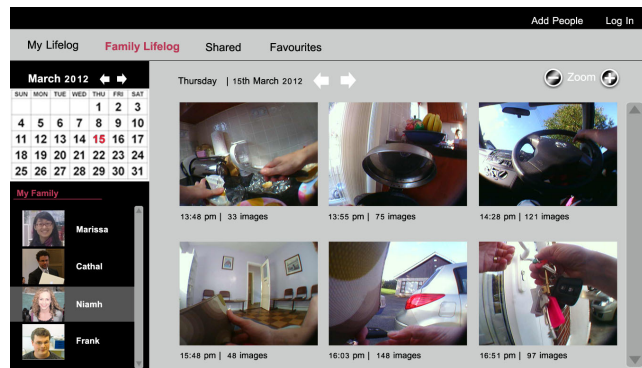 Add People Log In
My Lifelog Family Lifelog Shared Favourites
March 2012
SUN MON TUE WED THU FRI SAT
1 2 3
4 5 6 7 8 9 10
11 12 13 14 15 16 17
18 19 20 21 22 23 24
25 26 27 28 29 30 31
My Family
Marissa
Cathal
Niamh
Frank
Thursday | 15th March 2012
Zoom
13:48 pm | 33 images
13:55 pm | 75 images
14:28 pm | 121 images
15:48 pm | 48 images
16:03 pm | 148 images
16:51 pm | 97 images